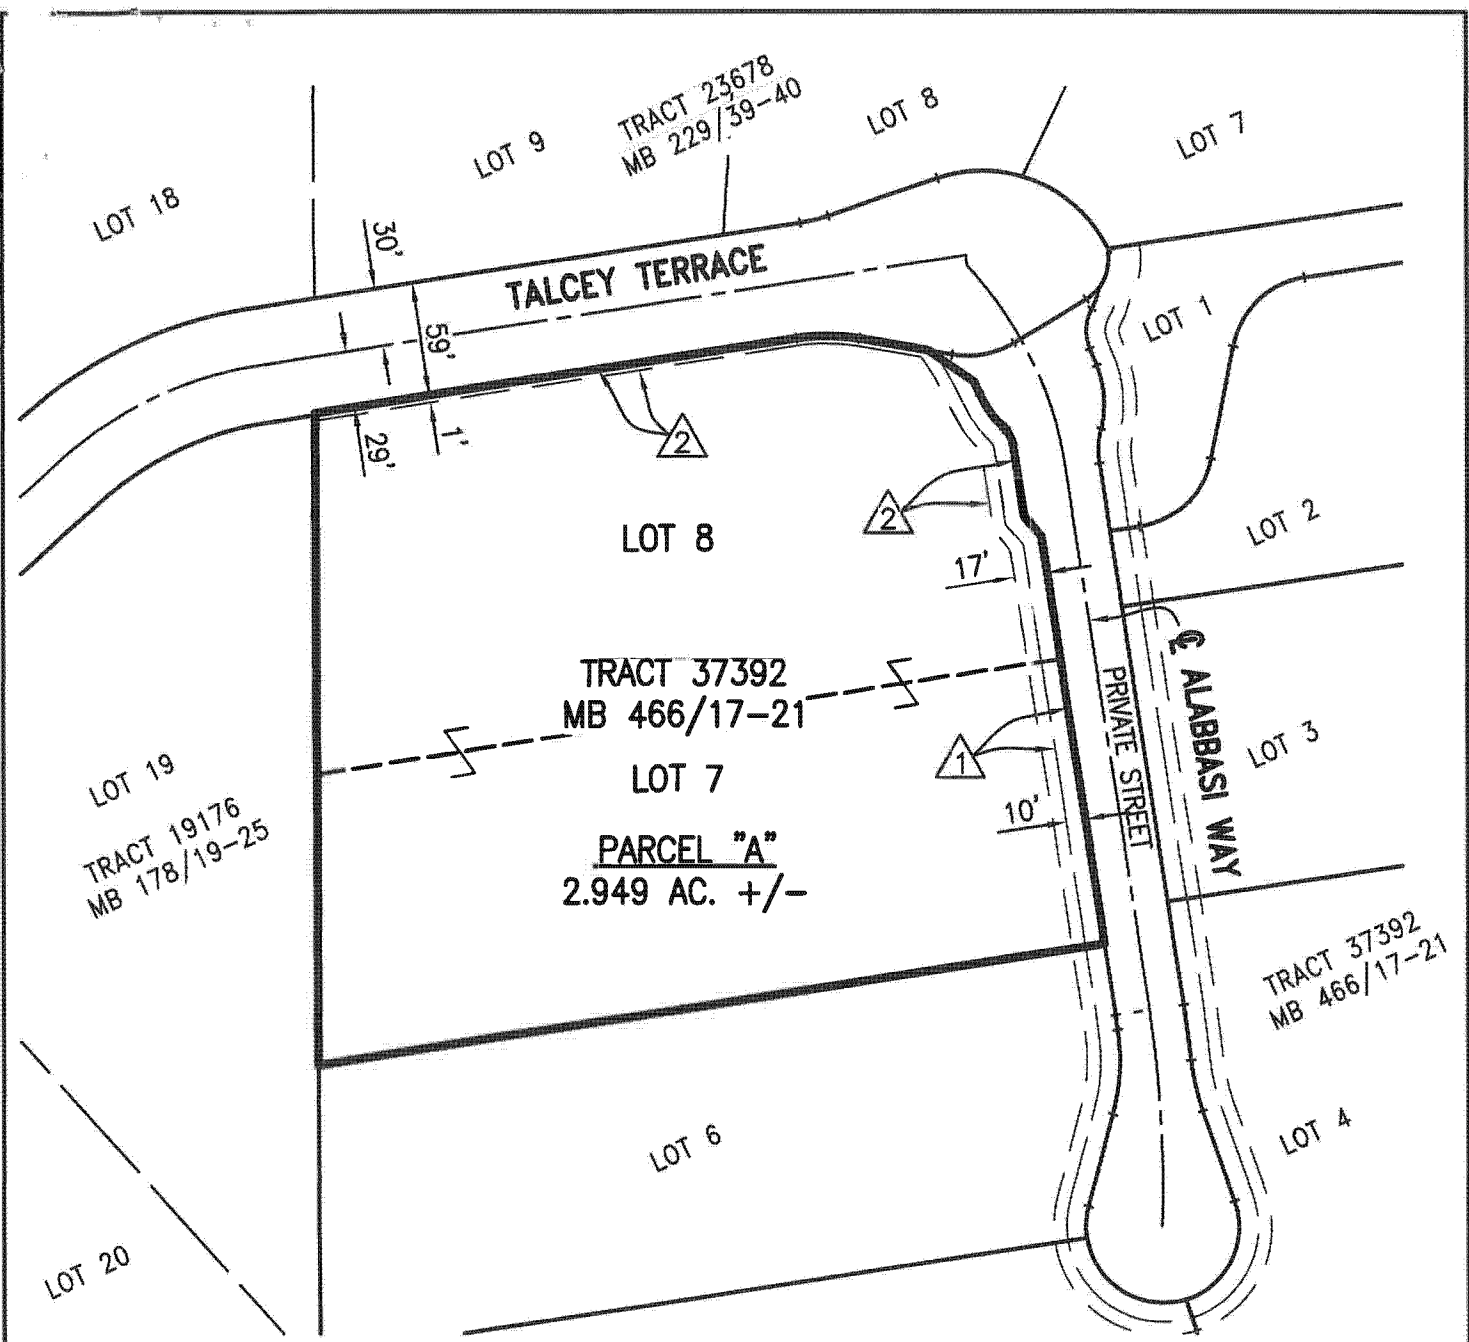 TRACT 23678
MB 229/39-40
LOT 8
LOT 7
LOT 9
LOT 18
30'
TALCEY TERRACE
59'
LOT 1
1'
29'
2
2
LOT 8
LOT 2
17'
TRACT 37392
MB 466/17-21
℄ ALABBASI WAY
PRIVATE STREET
LOT 3
1
LOT 7
LOT 19
TRACT 19176
MB 178/19-25
10'
PARCEL "A"
2.949 AC. +/-
TRACT 37392
MB 466/17-21
LOT 6
LOT 4
LOT 20